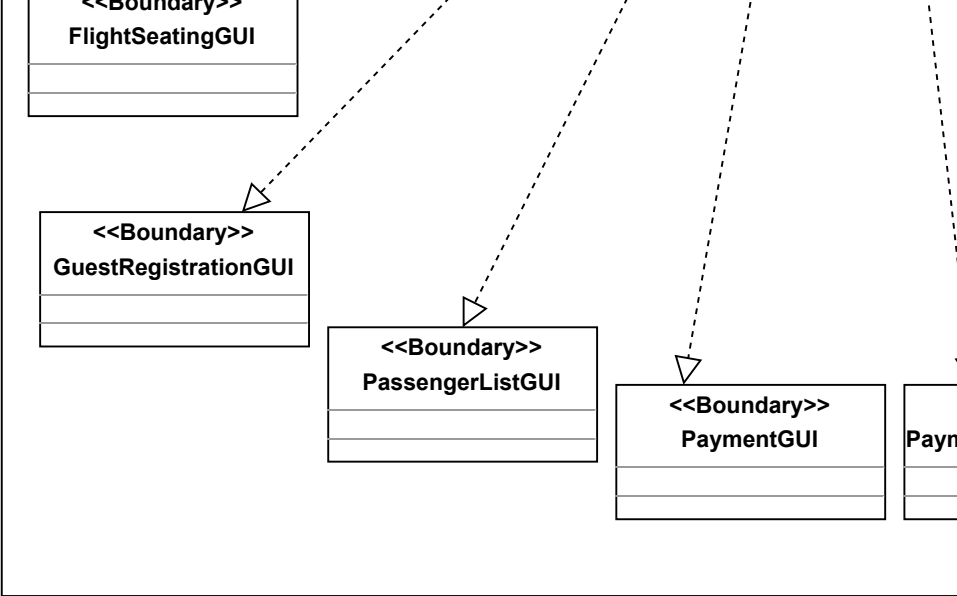 <<Boundary>>
FlightSeatingGUI
<<Boundary>>
GuestRegistrationGUI
<<Boundary>>
PassengerListGUI
<<Boundary>>
PaymentGUI